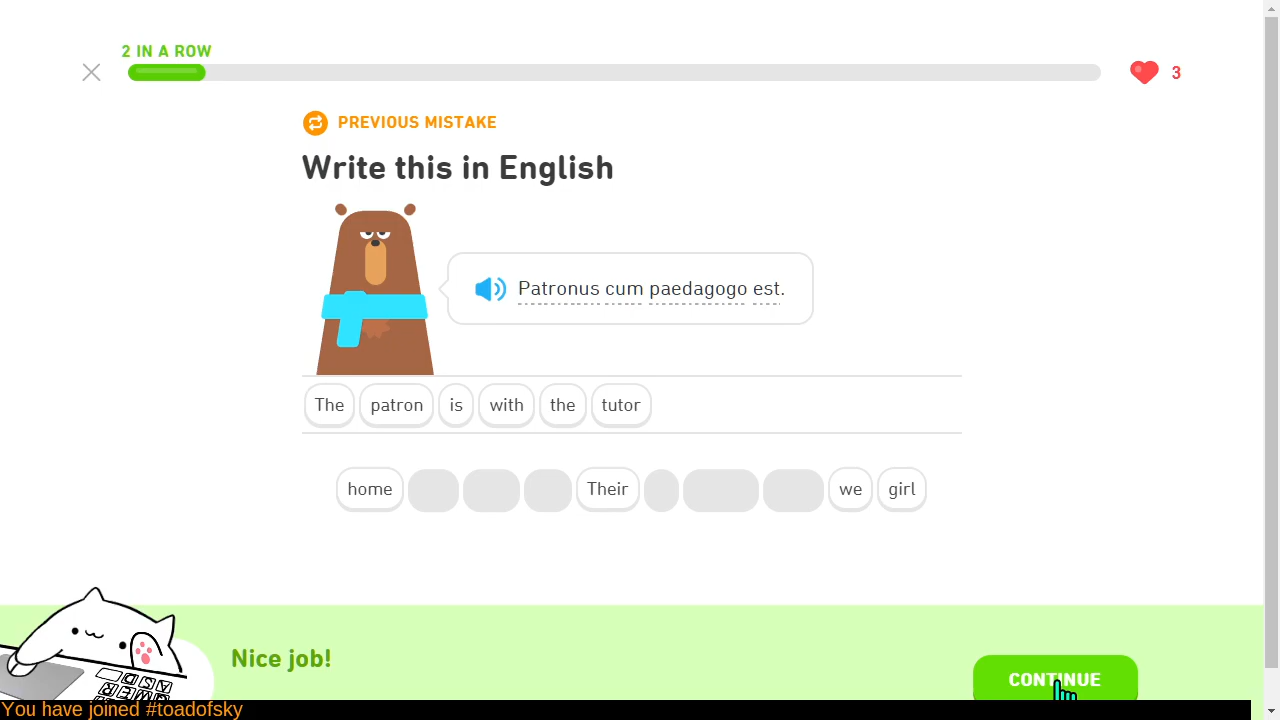 2 IN A ROW
3
PREVIOUS MISTAKE
Write this in English
Patronus cum paedagogo est.
The patron is with the tutor
home Their we girl
Nice job!
CONTINUE
You have joined #toadofsky